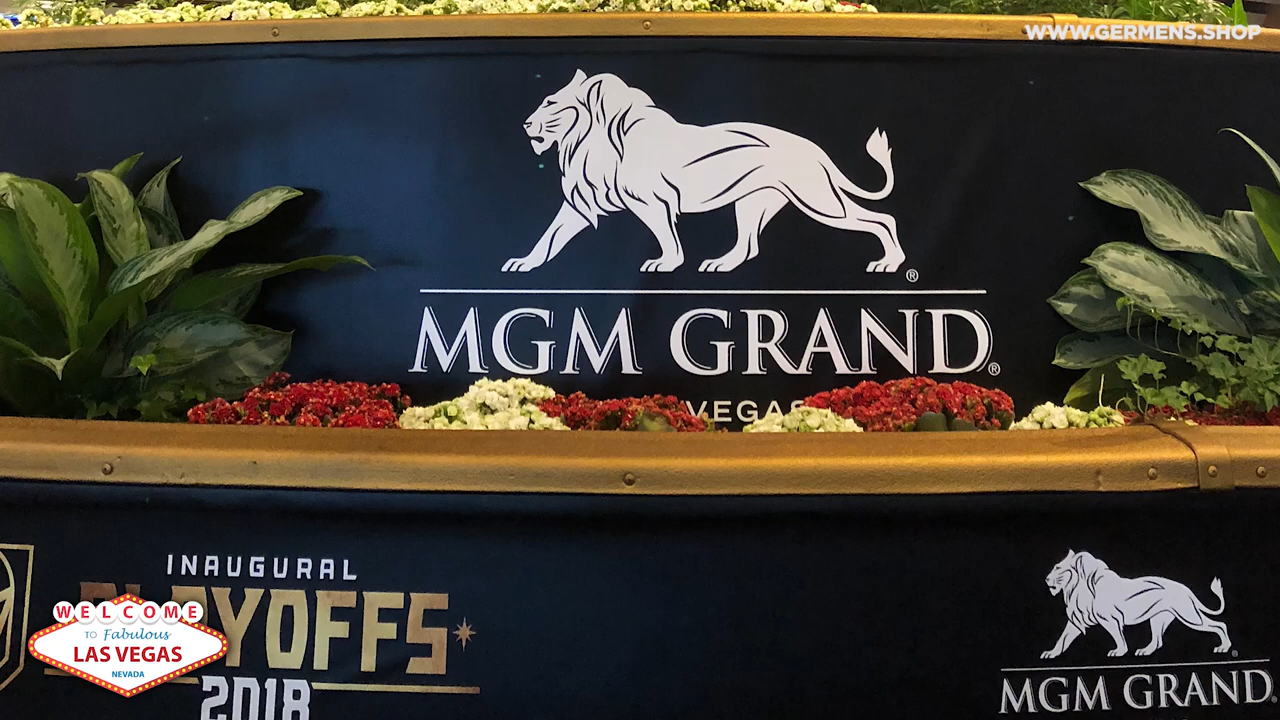 WWW.GERMENS.SHOP
®
MGM GRAND®
VEGAS
INAUGURAL
PLAYOFFS
2018
WELCOME
TO Fabulous
LAS VEGAS
NEVADA
®
MGM GRAND®